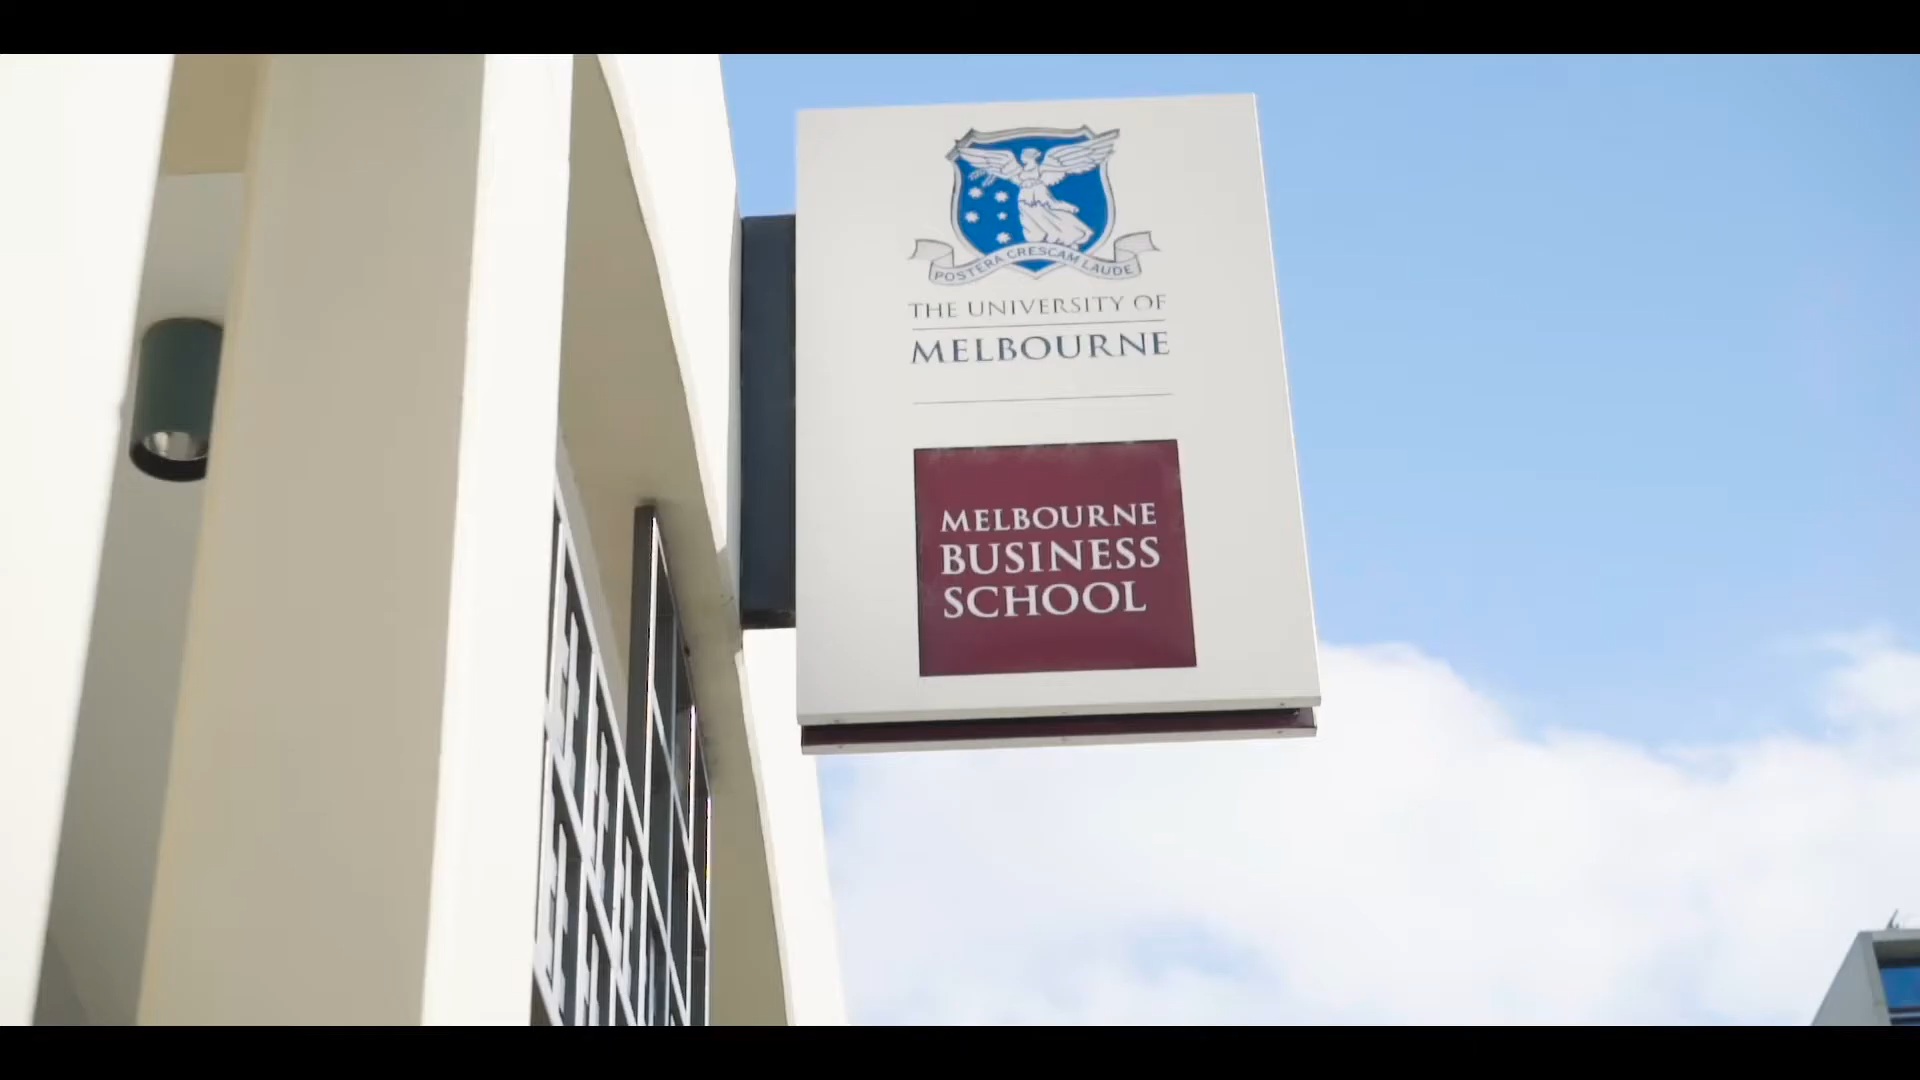 POSTERA CRESCAM LAUDE
THE UNIVERSITY OF
MELBOURNE
MELBOURNE
BUSINESS
SCHOOL